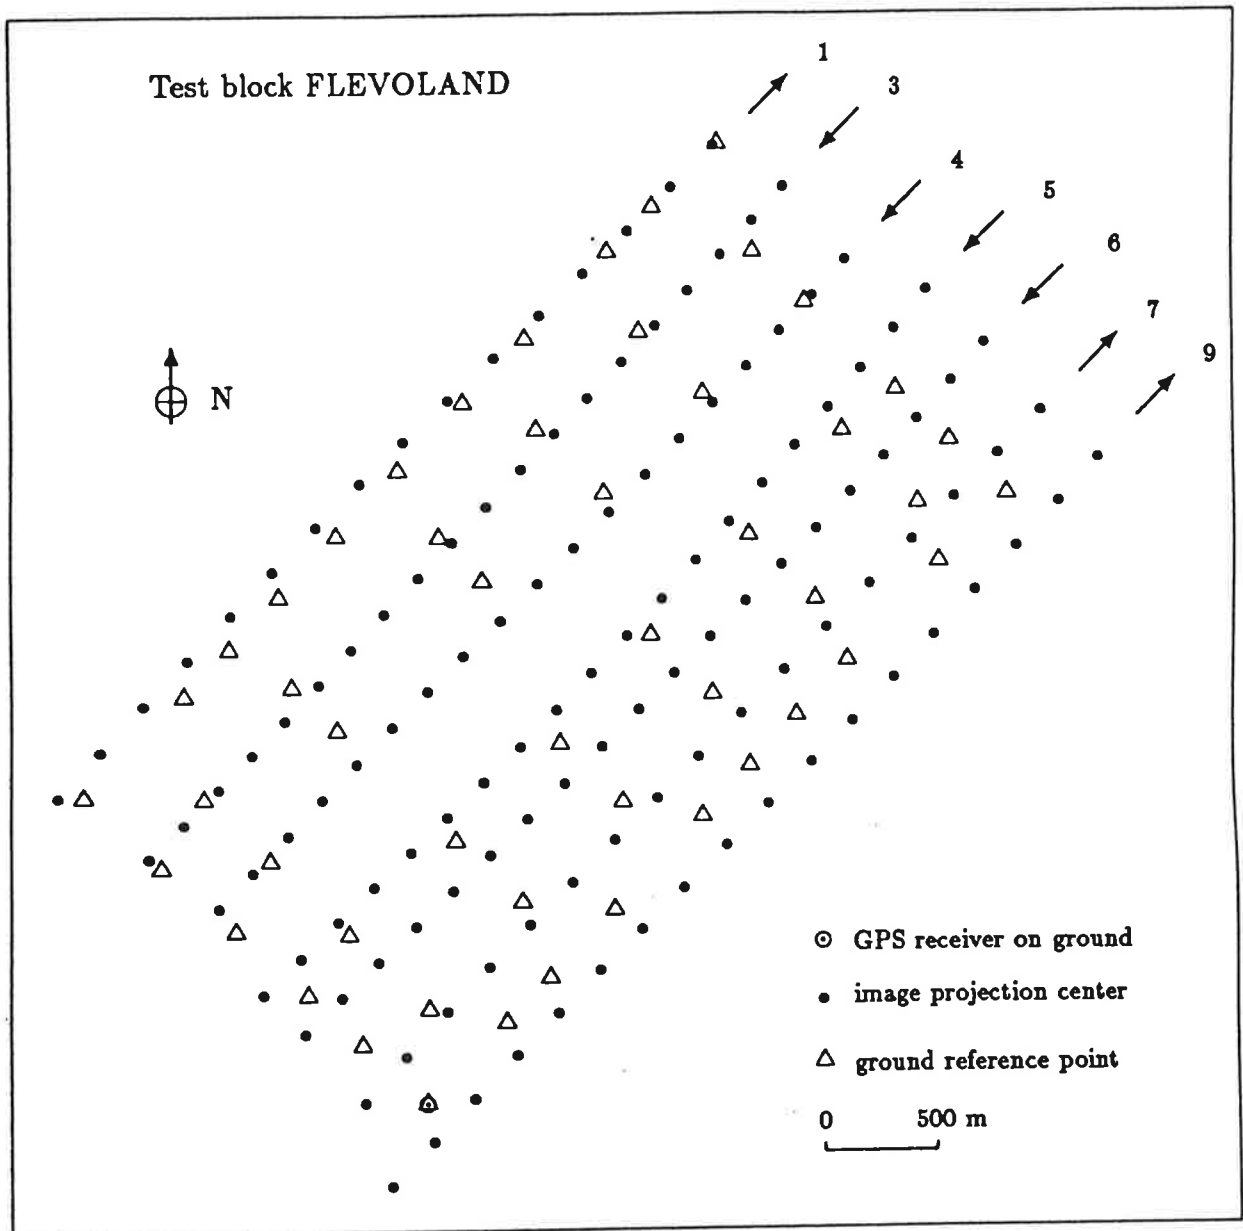 Test block FLEVOLAND
1
3
4
5
6
7
9
N
GPS receiver on ground
image projection center
ground reference point
0 500 m